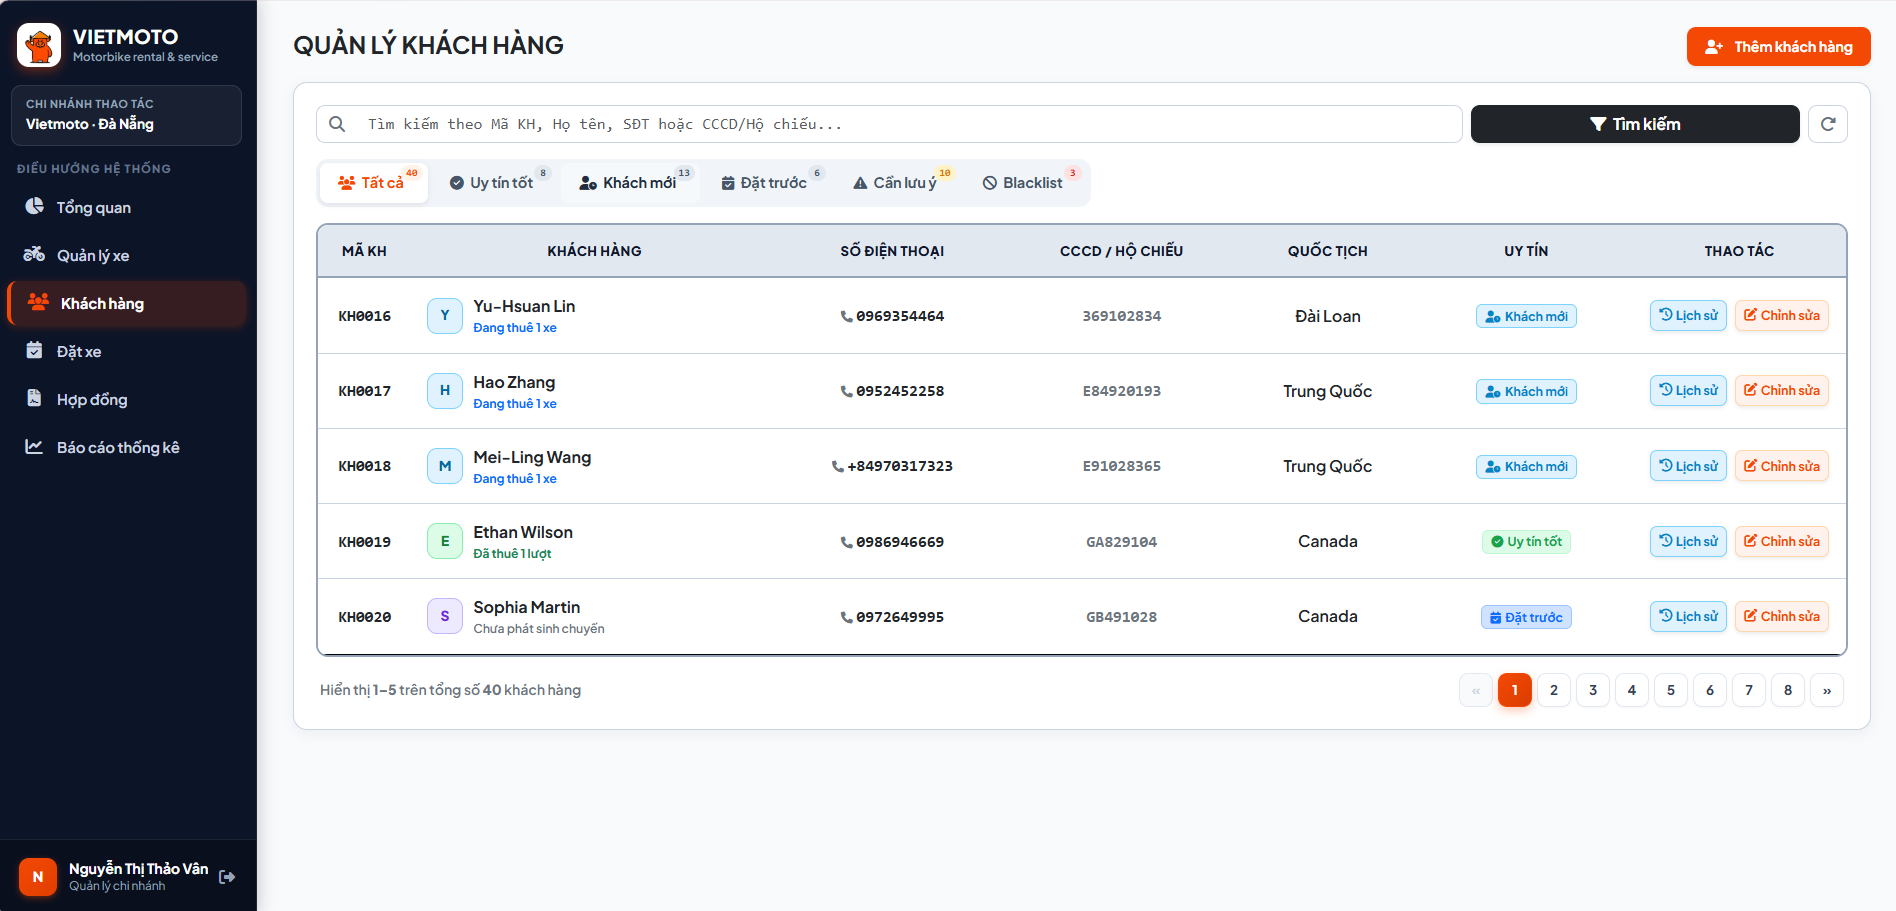 VIETMOTO
Motorbike rental & service
CHI NHÁNH THAO TÁC
Vietmoto · Đà Nẵng
ĐIỀU HƯỚNG HỆ THỐNG
Tổng quan
Quản lý xe
Khách hàng
Đặt xe
Hợp đồng
Báo cáo thống kê
N
Nguyễn Thị Thảo Vân
Quản lý chi nhánh
QUẢN LÝ KHÁCH HÀNG
Thêm khách hàng
Tìm kiếm theo Mã KH, Họ tên, SĐT hoặc CCCD/Hộ chiếu...
Tìm kiếm
Tất cả 40 Uy tín tốt 8 Khách mới 13 Đặt trước 6 Cần lưu ý 10 Blacklist 3
MÃ KH KHÁCH HÀNG SỐ ĐIỆN THOẠI CCCD / HỘ CHIẾU QUỐC TỊCH UY TÍN THAO TÁC
KH0016 Y Yu-Hsuan Lin 0969354464 369102834 Đài Loan Khách mới Lịch sử Chỉnh sửa
Đang thuê 1 xe
KH0017 H Hao Zhang 0952452258 E84920193 Trung Quốc Khách mới Lịch sử Chỉnh sửa
Đang thuê 1 xe
KH0018 M Mei-Ling Wang +84970317323 E91028365 Trung Quốc Khách mới Lịch sử Chỉnh sửa
Đang thuê 1 xe
KH0019 E Ethan Wilson 0986946669 GA829104 Canada Uy tín tốt Lịch sử Chỉnh sửa
Đã thuê 1 lượt
KH0020 S Sophia Martin 0972649995 GB491028 Canada Đặt trước Lịch sử Chỉnh sửa
Chưa phát sinh chuyến
Hiển thị 1–5 trên tổng số 40 khách hàng
« 1 2 3 4 5 6 7 8 »